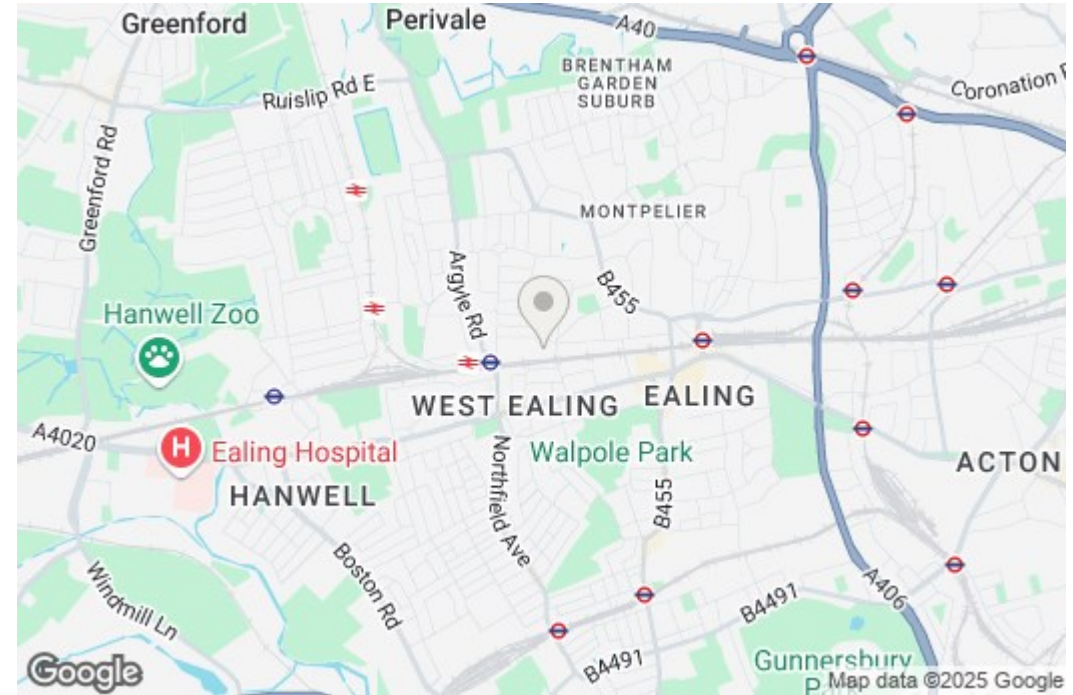 Greenford
Perivale
A40
BRENTHAM
GARDEN
SUBURB
Coronation
Ruislip Rd E
Greenford Rd
MONTPELIER
Argyle Rd
B455
Hanwell Zoo
WEST EALING
EALING
A4020
H
Ealing Hospital
Walpole Park
ACTON
HANWELL
Northfield Ave
B455
Boston Rd
Windmill Ln
A406
B4491
B4491
Gunnersbury
Google
Map data ©2025 Google